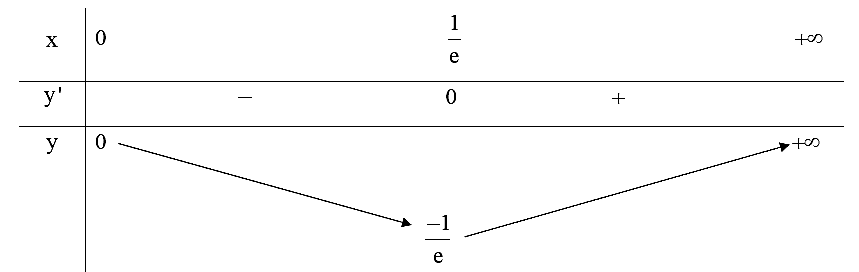 x 0 1/e +∞
y' − 0 +
y 0 +∞
−1/e